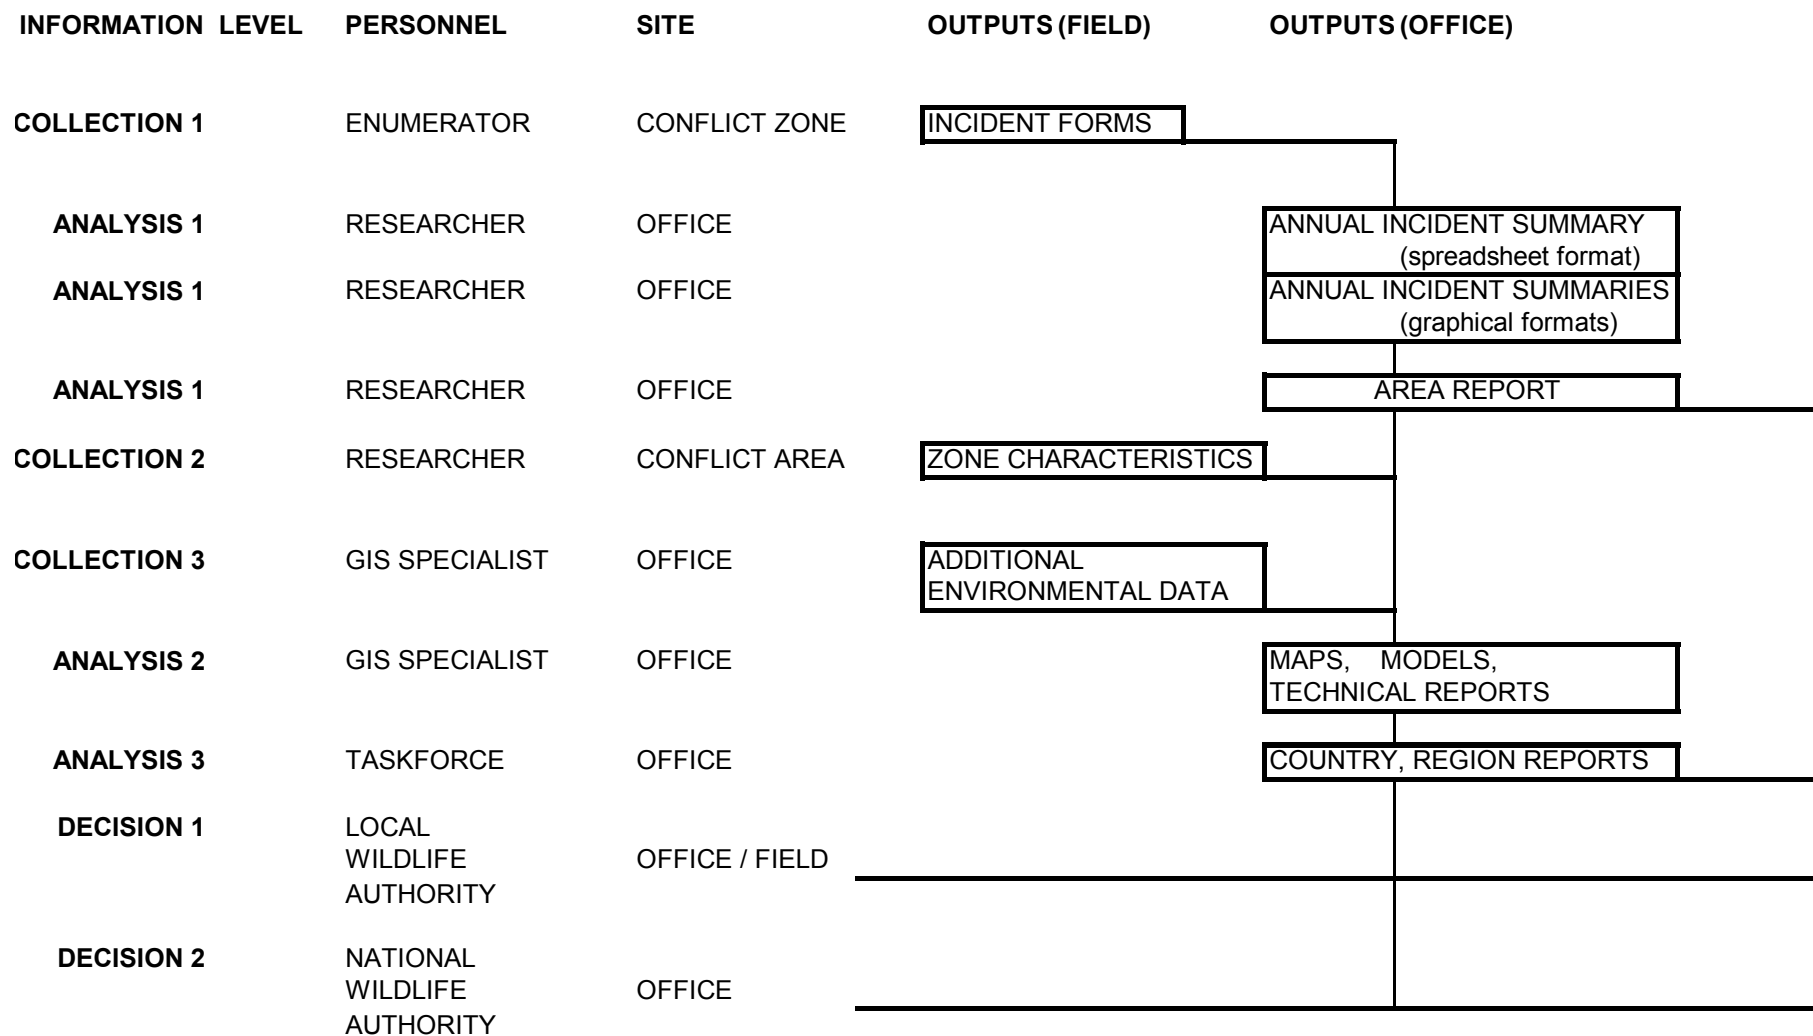 INFORMATION LEVEL PERSONNEL SITE OUTPUTS (FIELD) OUTPUTS (OFFICE)
COLLECTION 1 ENUMERATOR CONFLICT ZONE INCIDENT FORMS
ANALYSIS 1 RESEARCHER OFFICE ANNUAL INCIDENT SUMMARY
(spreadsheet format)
ANALYSIS 1 RESEARCHER OFFICE ANNUAL INCIDENT SUMMARIES
(graphical formats)
ANALYSIS 1 RESEARCHER OFFICE AREA REPORT
COLLECTION 2 RESEARCHER CONFLICT AREA ZONE CHARACTERISTICS
COLLECTION 3 GIS SPECIALIST OFFICE ADDITIONAL
ENVIRONMENTAL DATA
ANALYSIS 2 GIS SPECIALIST OFFICE MAPS, MODELS,
TECHNICAL REPORTS
ANALYSIS 3 TASKFORCE OFFICE COUNTRY, REGION REPORTS
DECISION 1 LOCAL
WILDLIFE OFFICE / FIELD
AUTHORITY
DECISION 2 NATIONAL
WILDLIFE OFFICE
AUTHORITY